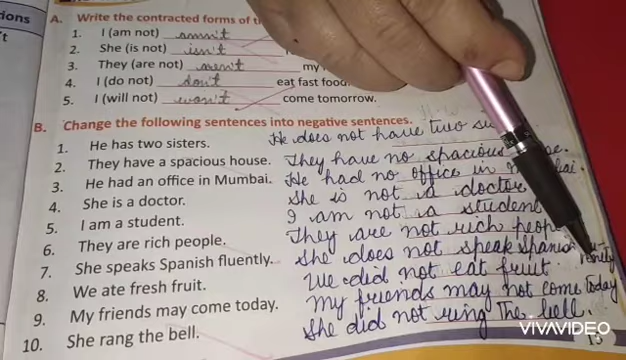 ions
't
A. Write the contracted forms of t
1. I (am not) amn't
2. She (is not) isn't
3. They (are not) aren't my
4. I (do not) don't eat fast food
5. I (will not) won't come tomorrow.
B. Change the following sentences into negative sentences.
1. He has two sisters. He does not have two
2. They have a spacious house. They have no spacious
3. He had an office in Mumbai. He had no office in
4. She is a doctor. She is not a doctor
5. I am a student. I am not a student
6. They are rich people. They are not rich people
7. She speaks Spanish fluently. She does not speak Spanish
8. We ate fresh fruit. We did not eat fruit.
9. My friends may come today. My friends may not come today
10. She rang the bell. She did not ring the bell.
VIVAVIDEO